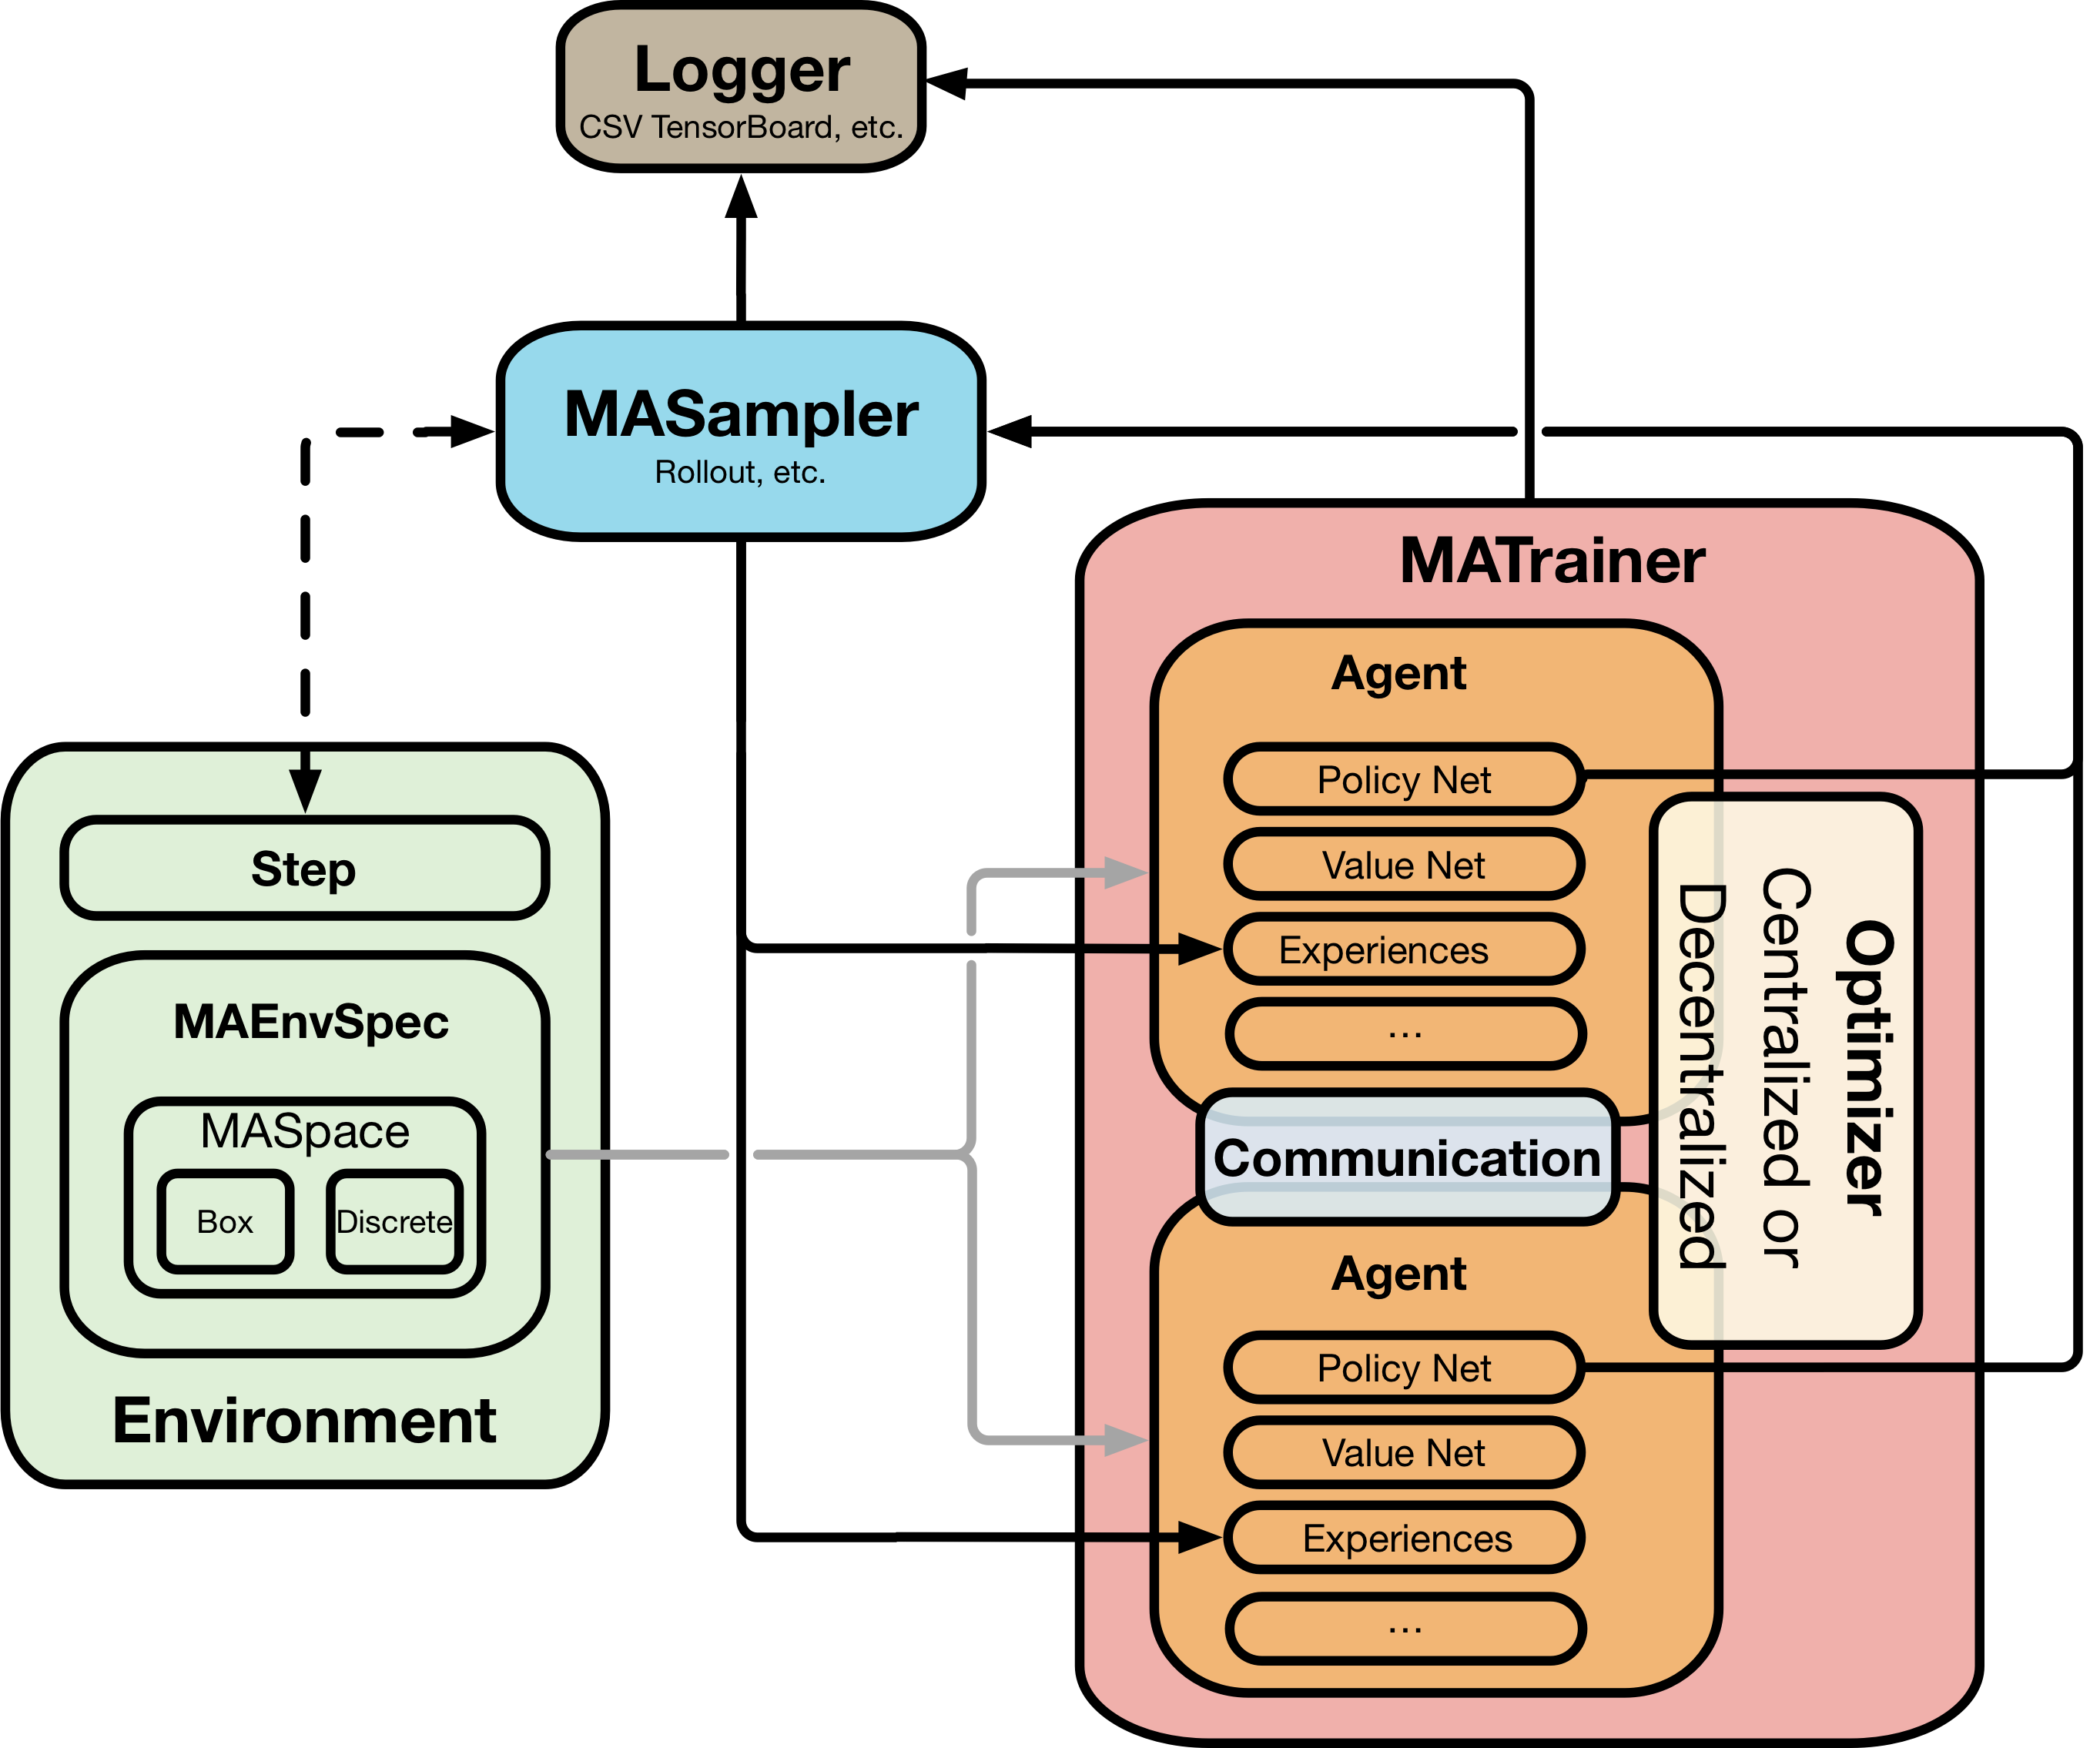 Logger
CSV TensorBoard, etc.
MASampler
Rollout, etc.
MATrainer
Agent
Policy Net
Value Net
Experiences
...
Communication
Agent
Policy Net
Value Net
Experiences
...
Optimizer
Centralized or
Decentralized
Step
MAEnvSpec
MASpace
Box
Discrete
Environment